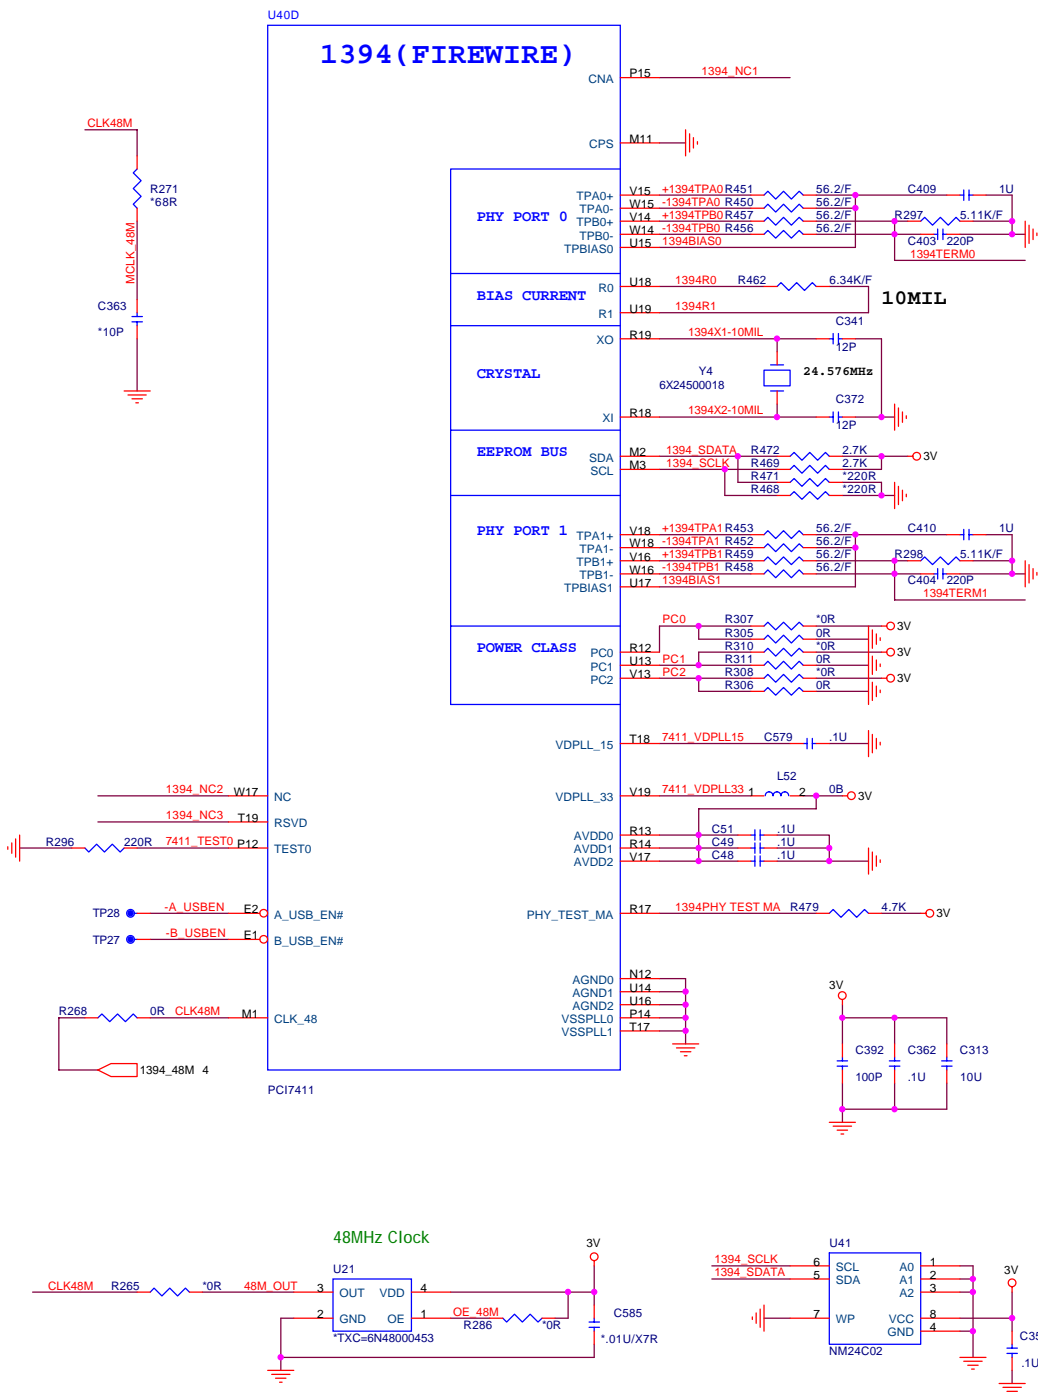 U40D
1394(FIREWIRE)
CNA P15 1394_NC1
CLK48M
CPS M11
R271
*68R
MCLK_48M
C363
*10P
PHY PORT 0
TPA0+ V15 +1394TPA0 R451 56.2/F C409 1U
TPA0- W15 -1394TPA0 R450 56.2/F
TPB0+ V14 +1394TPB0 R457 56.2/F R297 5.11K/F
TPB0- W14 -1394TPB0 R456 56.2/F
TPBIAS0 U15 1394BIAS0 C403 220P
1394TERM0
BIAS CURRENT
R0 U18 1394R0 R462 6.34K/F
10MIL
R1 U19 1394R1
XO R19 1394X1-10MIL C341
12P
CRYSTAL
Y4
6X24500018
24.576MHz
XI R18 1394X2-10MIL C372
12P
EEPROM BUS
SDA M2 1394_SDATA R472 2.7K 3V
SCL M3 1394_SCLK R469 2.7K
R471 *220R
R468 *220R
PHY PORT 1
TPA1+ V18 +1394TPA1 R453 56.2/F C410 1U
TPA1- W18 -1394TPA1 R452 56.2/F
TPB1+ V16 +1394TPB1 R459 56.2/F R298 5.11K/F
TPB1- W16 -1394TPB1 R458 56.2/F
TPBIAS1 U17 1394BIAS1 C404 220P
1394TERM1
POWER CLASS
PC0 R307 *0R 3V
R305 0R
PC0 R12 R310 *0R 3V
PC1 U13 PC1 R311 0R
PC2 V13 PC2 R308 *0R 3V
R306 0R
VDPLL_15 T18 7411_VDPLL15 C579 .1U
L52
VDPLL_33 V19 7411_VDPLL33 1 2 0B 3V
1394_NC2 W17 NC
1394_NC3 T19 RSVD
R296 220R 7411_TEST0 P12 TEST0
AVDD0 R13 C51 .1U
AVDD1 R14 C49 .1U
AVDD2 V17 C48 .1U
TP28 -A_USBEN E2 A_USB_EN#
TP27 -B_USBEN E1 B_USB_EN#
PHY_TEST_MA R17 1394PHY TEST MA R479 4.7K 3V
AGND0 N12
AGND1 U14
AGND2 U16
VSSPLL0 P14
VSSPLL1 T17
R268 0R CLK48M M1 CLK_48
1394_48M 4
PCI7411
3V
C392 C362 C313
100P .1U 10U
48MHz Clock
U21
3V
CLK48M R265 *0R 48M_OUT 3 OUT VDD 4
2 GND OE 1 OE_48M
R286 *0R
*TXC=6N48000453
C585
*.01U/X7R
U41
1394_SCLK 6 SCL A0 1
1394_SDATA 5 SDA A1 2
A2 3
3V
7 WP VCC 8
GND 4
NM24C02
C35
.1U